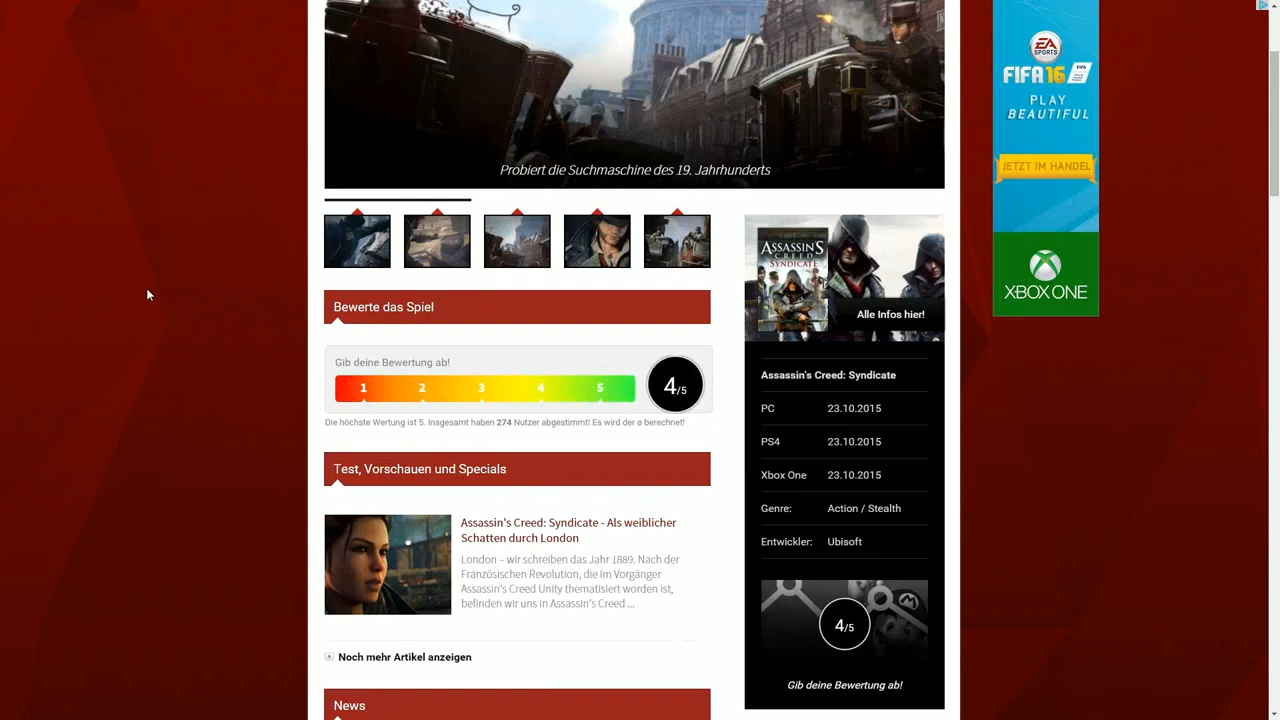 Probiert die Suchmaschine des 19. Jahrhunderts
EA
SPORTS
FIFA 16
FIFA
PLAY
BEAUTIFUL
JETZT IM HANDEL
XBOX ONE
Bewerte das Spiel
Gib deine Bewertung ab!
1 2 3 4 5
4/5
Die höchste Wertung ist 5. Insgesamt haben 274 Nutzer abgestimmt! Es wird der ø berechnet!
Test, Vorschauen und Specials
Assassin's Creed: Syndicate - Als weiblicher
Schatten durch London
London – wir schreiben das Jahr 1889. Nach der
Französischen Revolution, die im Vorgänger
Assassin's Creed Unity thematisiert worden ist,
befinden wir uns in Assassin's Creed ...
Noch mehr Artikel anzeigen
News
ASSASSIN'S
CREED
SYNDICATE
Alle Infos hier!
Assassin's Creed: Syndicate
PC 23.10.2015
PS4 23.10.2015
Xbox One 23.10.2015
Genre: Action / Stealth
Entwickler: Ubisoft
4/5
Gib deine Bewertung ab!